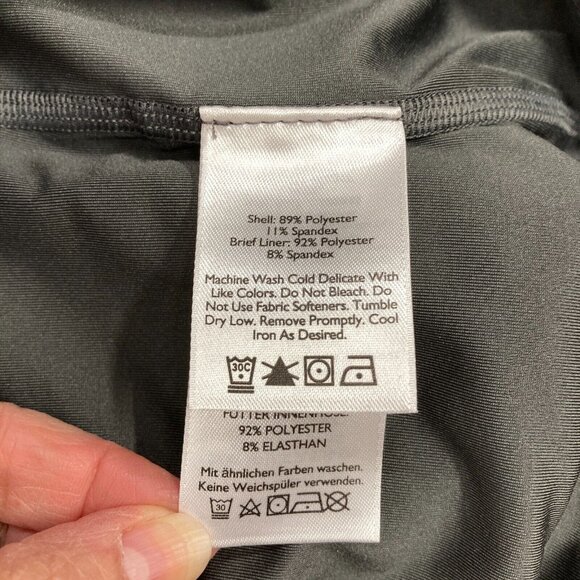 Shell: 89% Polyester
11% Spandex
Brief Liner: 92% Polyester
8% Spandex
Machine Wash Cold Delicate With
Like Colors. Do Not Bleach. Do
Not Use Fabric Softeners. Tumble
Dry Low. Remove Promptly. Cool
Iron As Desired.
30C
FUTTER INNENHOSE:
92% POLYESTER
8% ELASTHAN
Mit ähnlichen Farben waschen.
Keine Weichspüler verwenden.
30